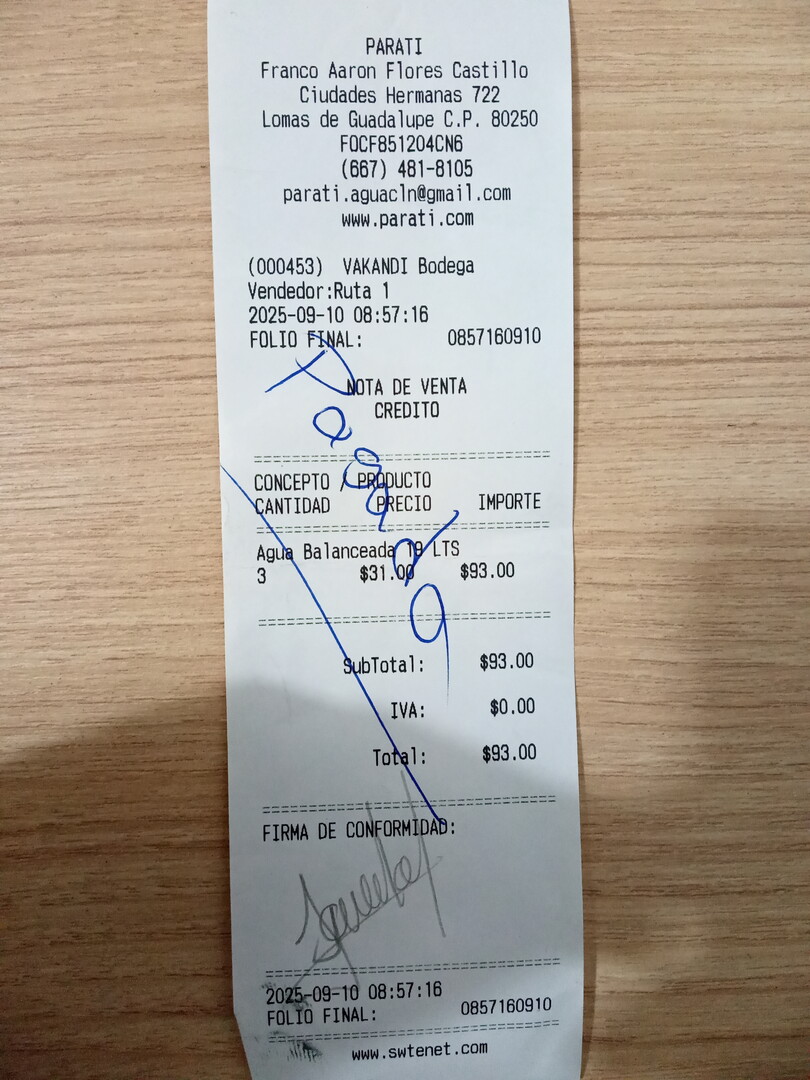 PARATI
Franco Aaron Flores Castillo
Ciudades Hermanas 722
Lomas de Guadalupe C.P. 80250
FOCF851204CN6
(667) 481-8105
parati.aguacln@gmail.com
www.parati.com
(000453) VAKANDI Bodega
Vendedor:Ruta 1
2025-09-10 08:57:16
FOLIO FINAL: 0857160910
NOTA DE VENTA
CREDITO
Pagado
CONCEPTO / PRODUCTO
CANTIDAD PRECIO IMPORTE
Agua Balanceada 19 LTS
3 $31.00 $93.00
SubTotal: $93.00
IVA: $0.00
Total: $93.00
FIRMA DE CONFORMIDAD:
2025-09-10 08:57:16
FOLIO FINAL: 0857160910
www.swtenet.com